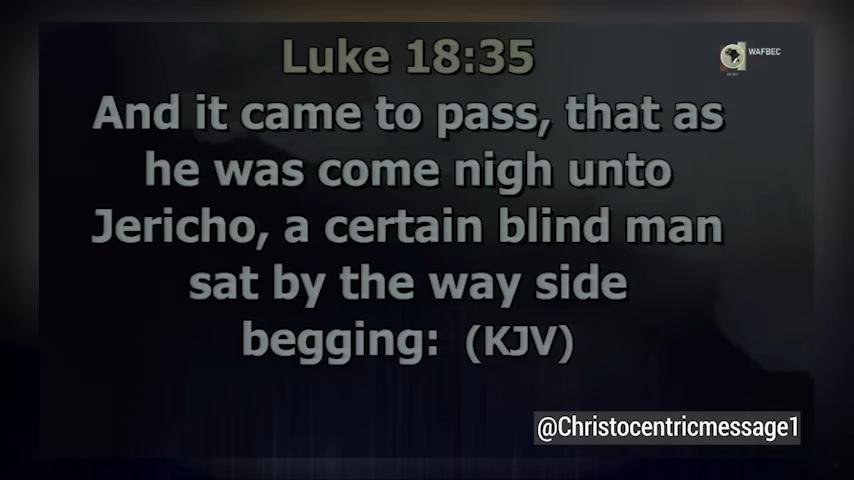 Luke 18:35
WAFBEC
And it came to pass, that as
he was come nigh unto
Jericho, a certain blind man
sat by the way side
begging: (KJV)
@Christocentricmessage1